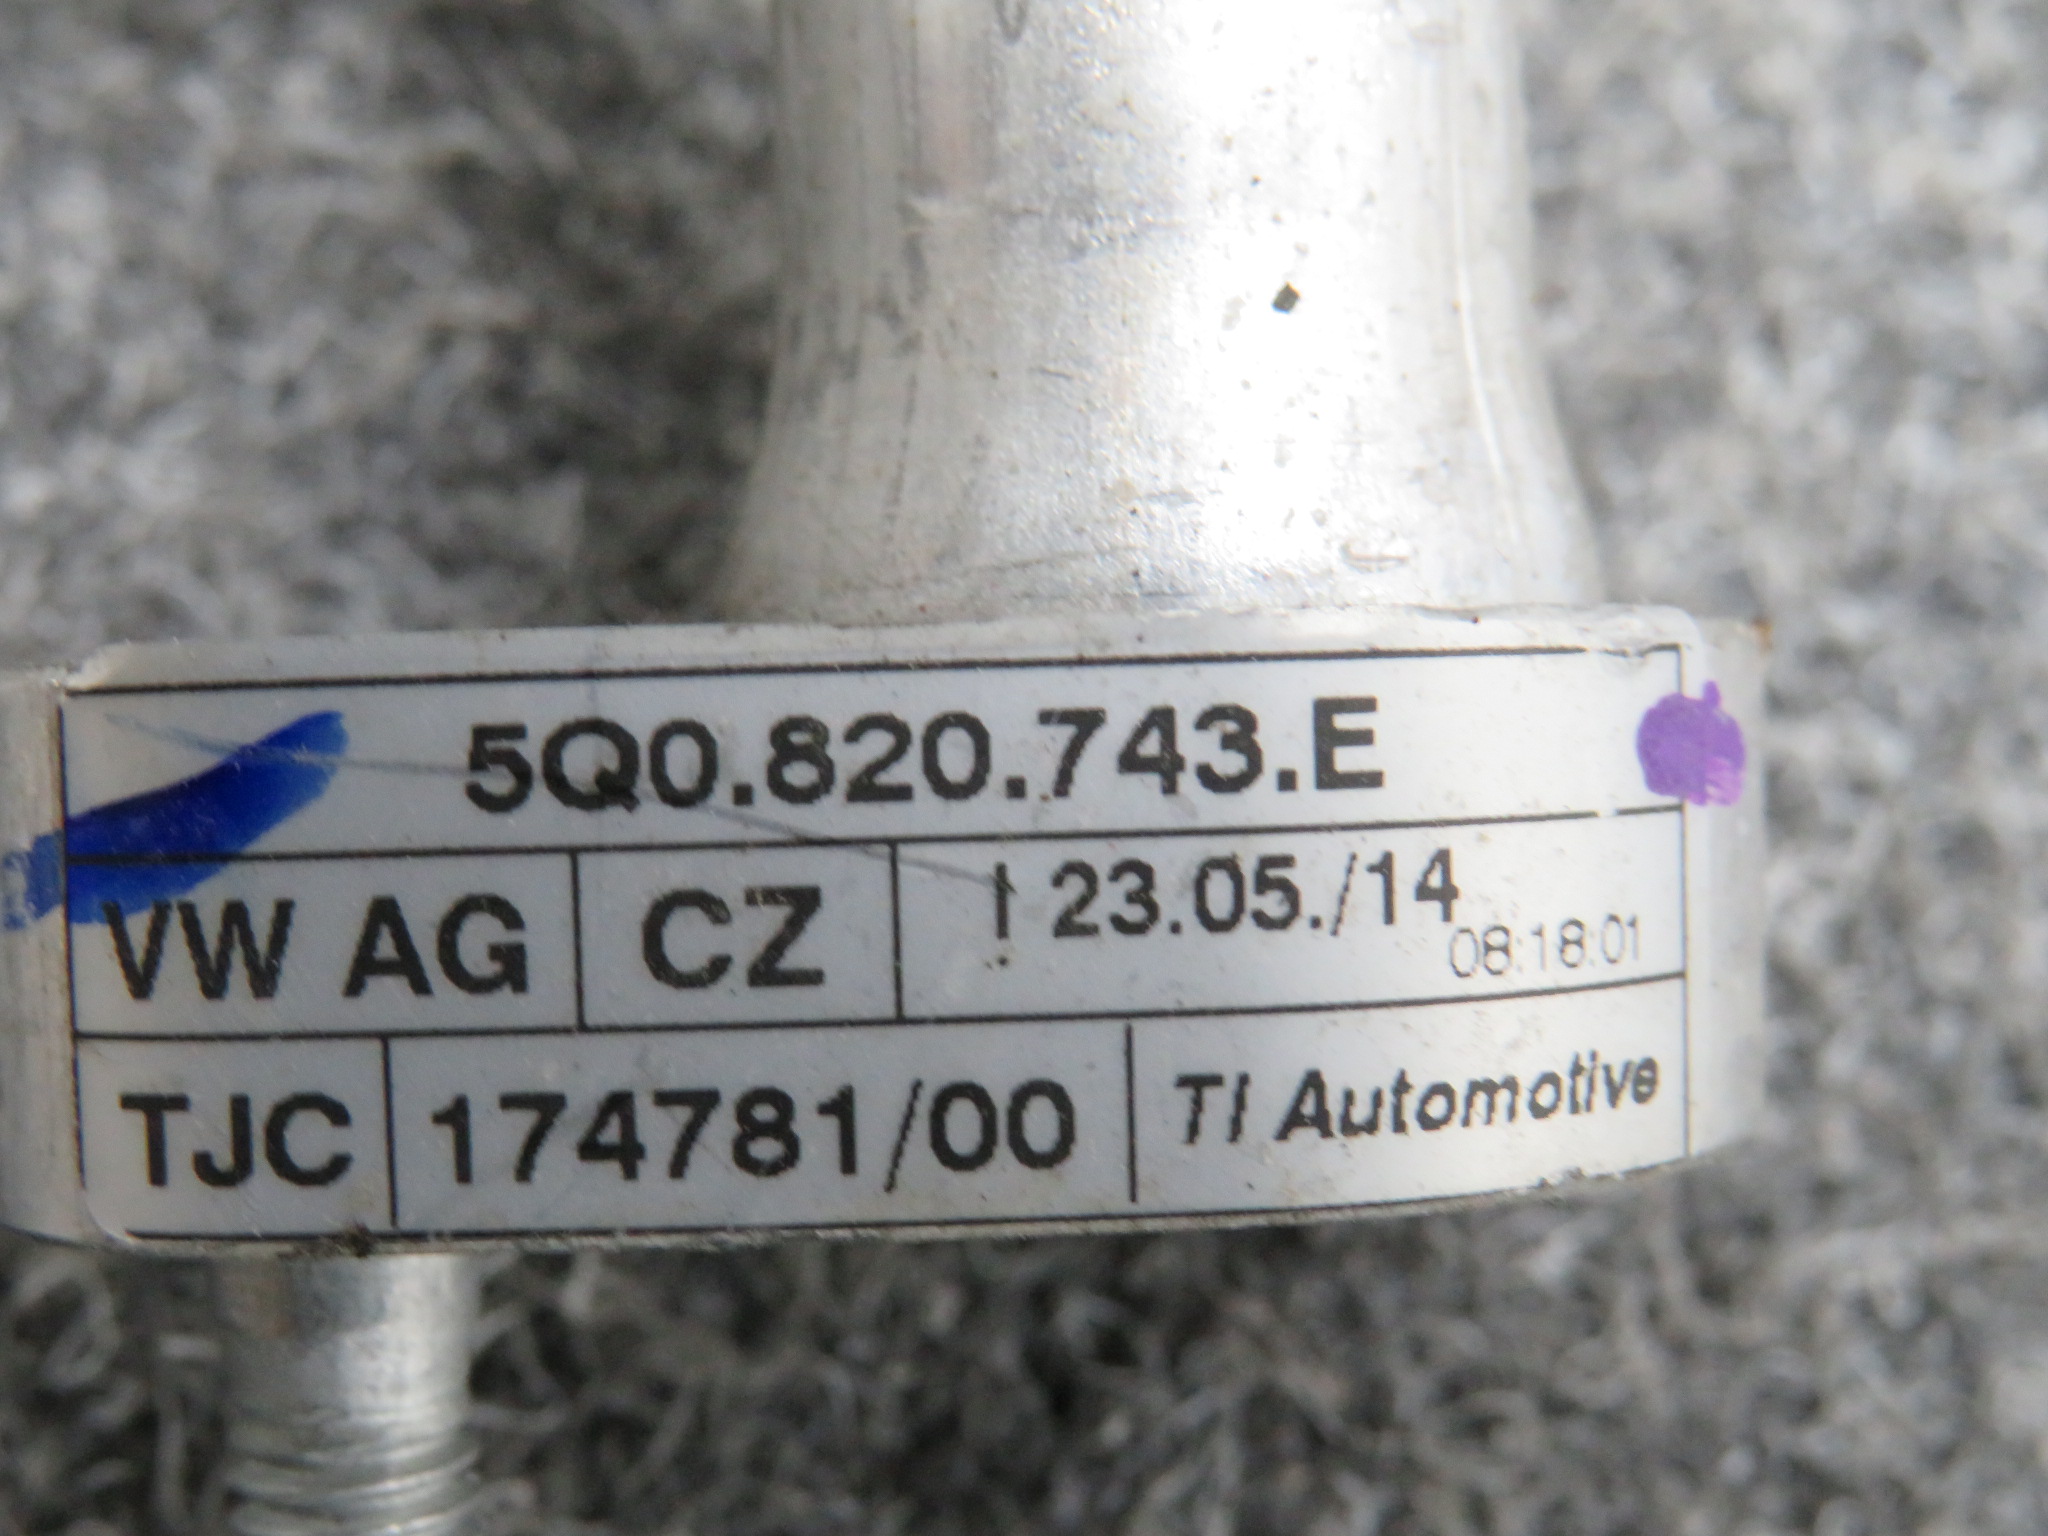 5Q0.820.743.E
VW AG CZ 23.05./14
08:18:01
TJC 174781/00 TI Automotive